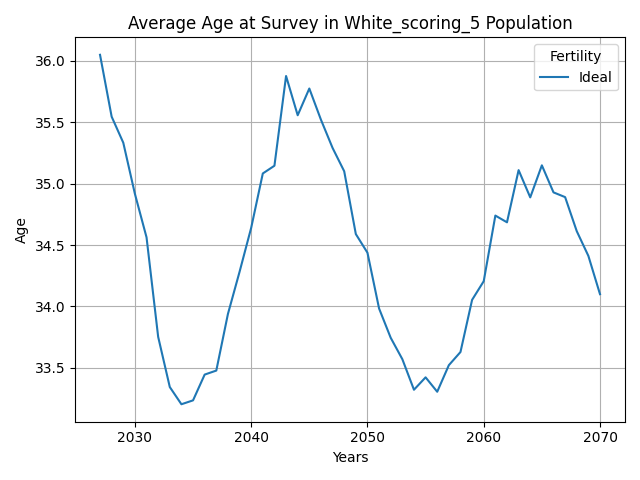 Average Age at Survey in White_scoring_5 Population
Fertility
Ideal
36.0
35.5
35.0
34.5
34.0
33.5
Age
2030 2040 2050 2060 2070
Years